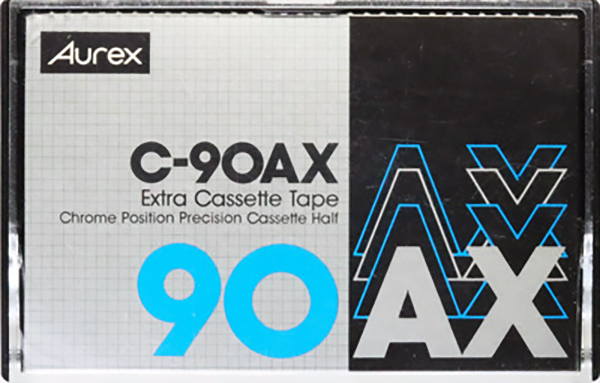 Aurex
C-90AX
Extra Cassette Tape
Chrome Position Precision Cassette Half
90
AX